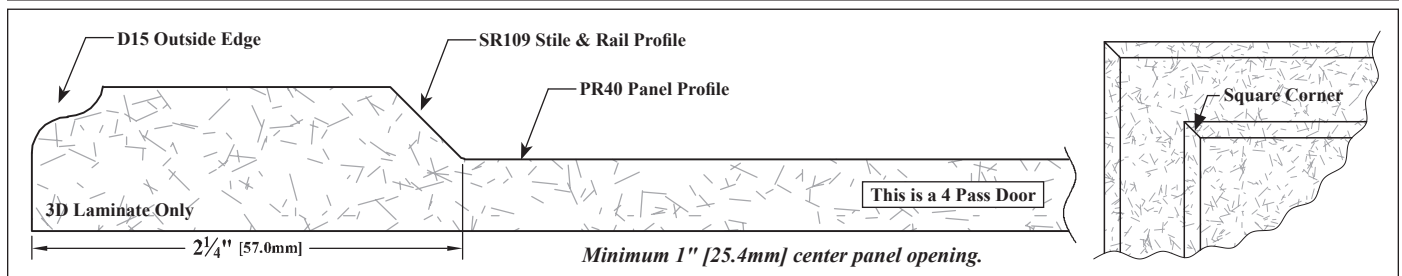 D15 Outside Edge
SR109 Stile & Rail Profile
PR40 Panel Profile
Square Corner
This is a 4 Pass Door
3D Laminate Only
2¼" [57.0mm]
Minimum 1" [25.4mm] center panel opening.